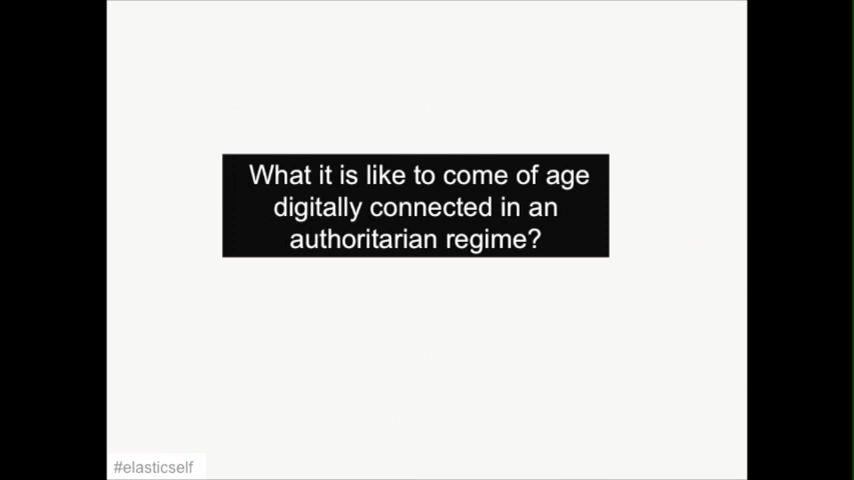 What it is like to come of age
digitally connected in an
authoritarian regime?
#elasticself